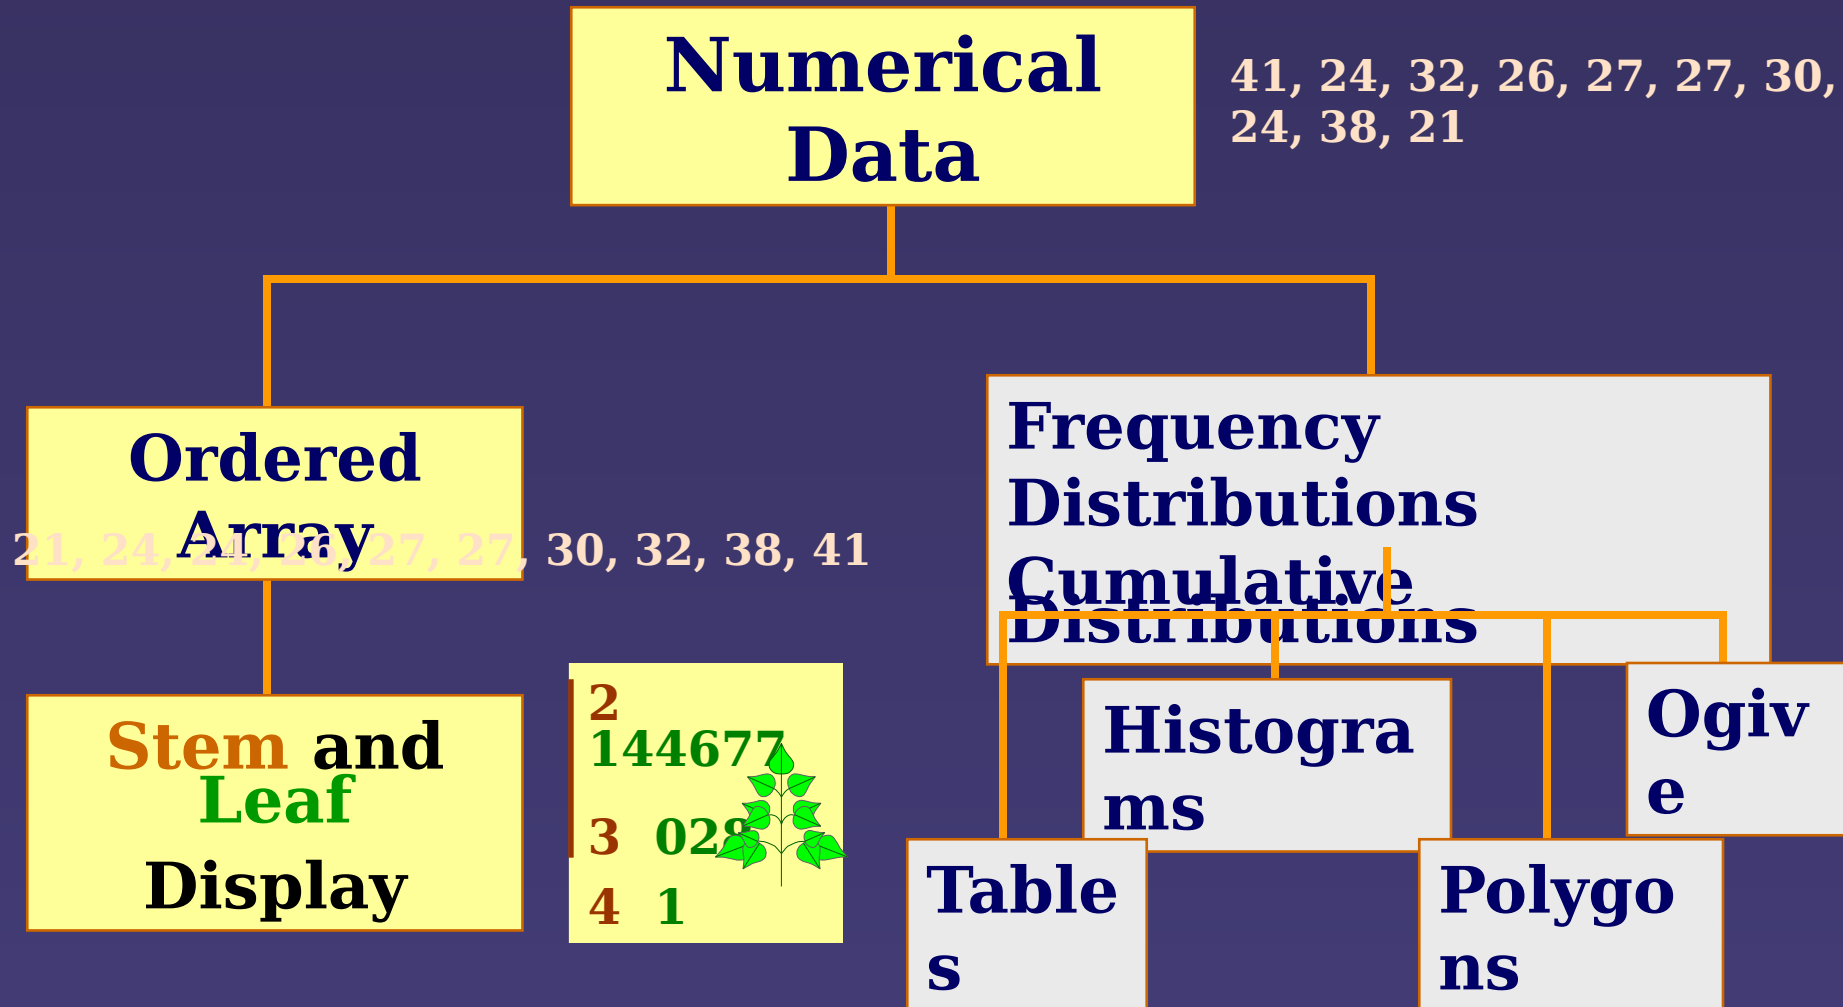 Numerical
Data
41, 24, 32, 26, 27, 27, 30,
24, 38, 21
Ordered
Array
21, 24, 24, 26, 27, 27, 30, 32, 38, 41
Frequency
Distributions
Cumulative
Distributions
Stem and
Leaf
Display
2
144677
3 028
4 1
Histogra
ms
Ogiv
e
Table
s
Polygo
ns